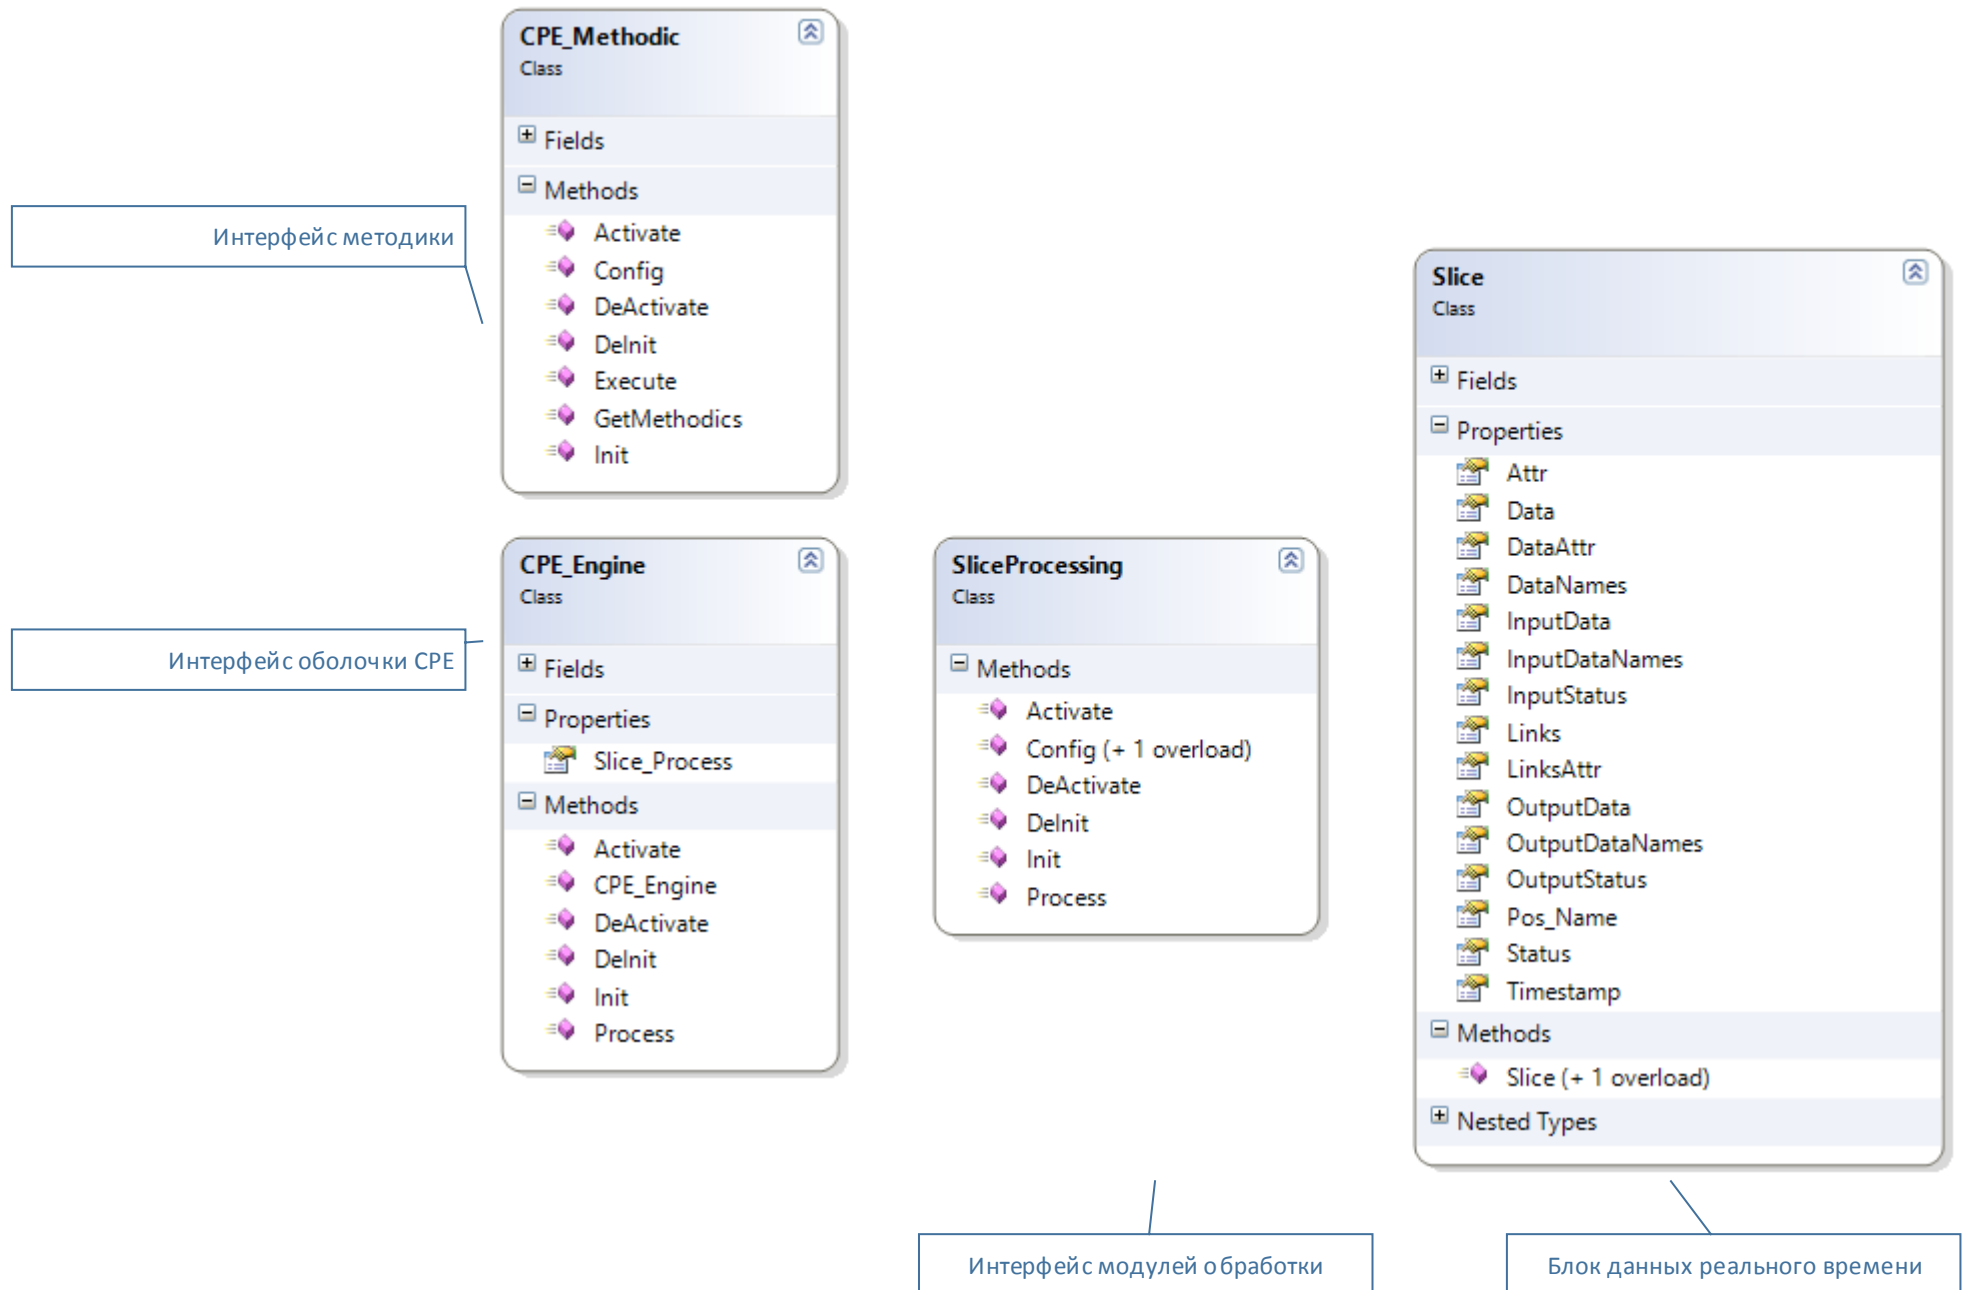 CPE_Methodic
Class
Fields
Methods
Activate
Config
DeActivate
DeInit
Execute
GetMethodics
Init
Интерфейс методики
CPE_Engine
Class
Fields
Properties
Slice_Process
Methods
Activate
CPE_Engine
DeActivate
DeInit
Init
Process
Интерфейс оболочки CPE
SliceProcessing
Class
Methods
Activate
Config (+ 1 overload)
DeActivate
DeInit
Init
Process
Интерфейс модулей обработки
Slice
Class
Fields
Properties
Attr
Data
DataAttr
DataNames
InputData
InputDataNames
InputStatus
Links
LinksAttr
OutputData
OutputDataNames
OutputStatus
Pos_Name
Status
Timestamp
Methods
Slice (+ 1 overload)
Nested Types
Блок данных реального времени